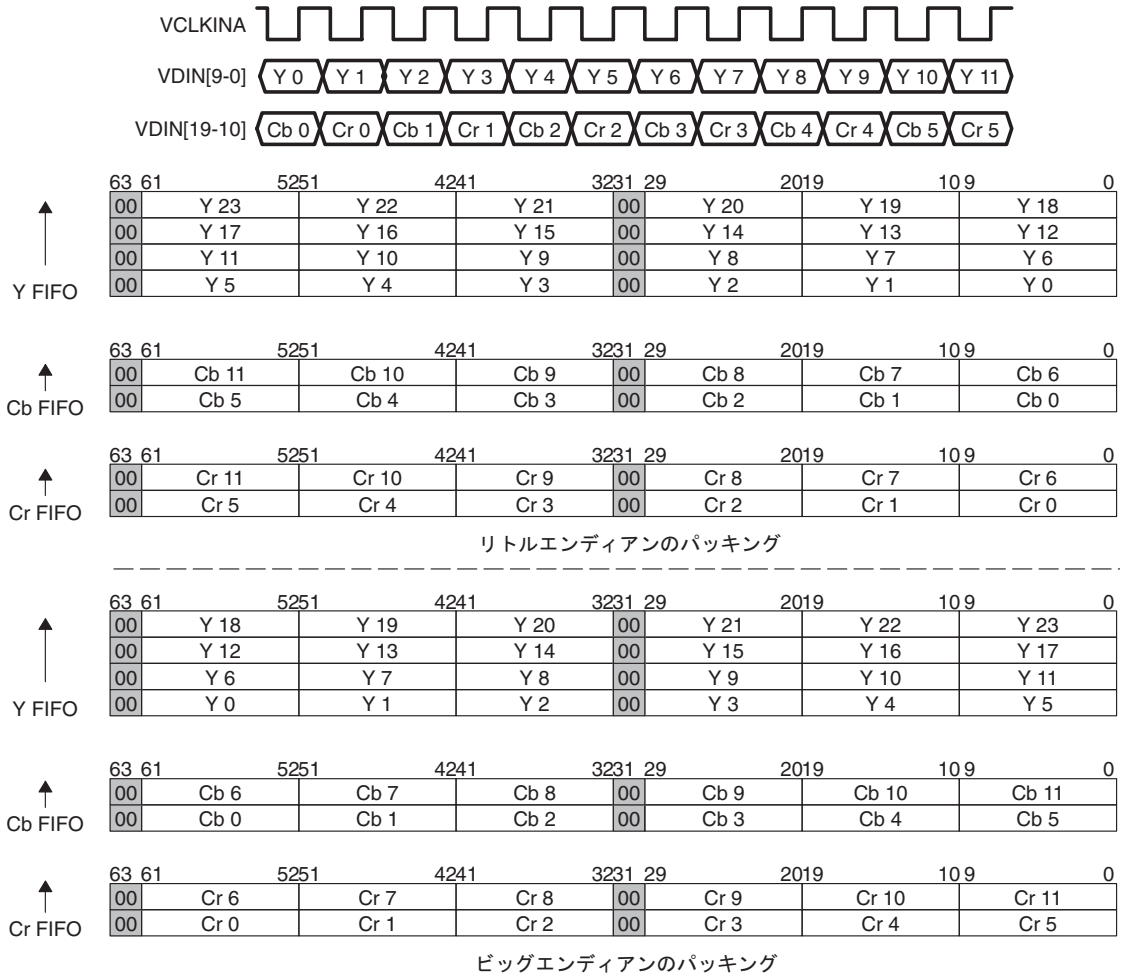 VCLKINA
VDIN[9-0] Y 0 Y 1 Y 2 Y 3 Y 4 Y 5 Y 6 Y 7 Y 8 Y 9 Y 10 Y 11
VDIN[19-10] Cb 0 Cr 0 Cb 1 Cr 1 Cb 2 Cr 2 Cb 3 Cr 3 Cb 4 Cr 4 Cb 5 Cr 5
63 61 5251 4241 3231 29 2019 10 9 0
00 Y 23 Y 22 Y 21 00 Y 20 Y 19 Y 18
00 Y 17 Y 16 Y 15 00 Y 14 Y 13 Y 12
00 Y 11 Y 10 Y 9 00 Y 8 Y 7 Y 6
Y FIFO 00 Y 5 Y 4 Y 3 00 Y 2 Y 1 Y 0
63 61 5251 4241 3231 29 2019 10 9 0
00 Cb 11 Cb 10 Cb 9 00 Cb 8 Cb 7 Cb 6
Cb FIFO 00 Cb 5 Cb 4 Cb 3 00 Cb 2 Cb 1 Cb 0
63 61 5251 4241 3231 29 2019 10 9 0
00 Cr 11 Cr 10 Cr 9 00 Cr 8 Cr 7 Cr 6
Cr FIFO 00 Cr 5 Cr 4 Cr 3 00 Cr 2 Cr 1 Cr 0
リトルエンディアンのパッキング
63 61 5251 4241 3231 29 2019 10 9 0
00 Y 18 Y 19 Y 20 00 Y 21 Y 22 Y 23
00 Y 12 Y 13 Y 14 00 Y 15 Y 16 Y 17
00 Y 6 Y 7 Y 8 00 Y 9 Y 10 Y 11
Y FIFO 00 Y 0 Y 1 Y 2 00 Y 3 Y 4 Y 5
63 61 5251 4241 3231 29 2019 10 9 0
00 Cb 6 Cb 7 Cb 8 00 Cb 9 Cb 10 Cb 11
Cb FIFO 00 Cb 0 Cb 1 Cb 2 00 Cb 3 Cb 4 Cb 5
63 61 5251 4241 3231 29 2019 10 9 0
00 Cr 6 Cr 7 Cr 8 00 Cr 9 Cr 10 Cr 11
Cr FIFO 00 Cr 0 Cr 1 Cr 2 00 Cr 3 Cr 4 Cr 5
ビッグエンディアンのパッキング